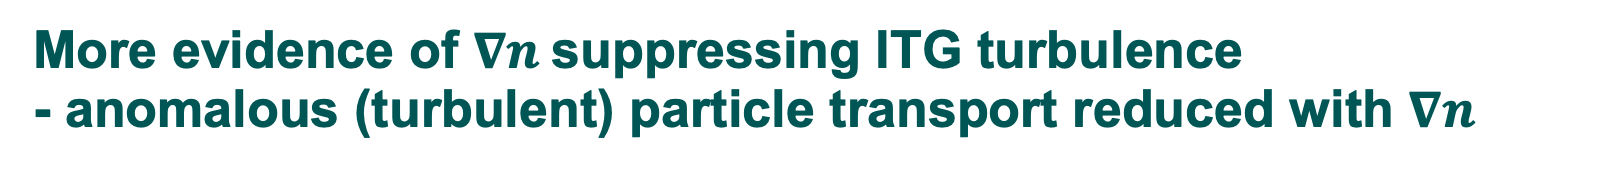 More evidence of ∇n suppressing ITG turbulence
- anomalous (turbulent) particle transport reduced with ∇n